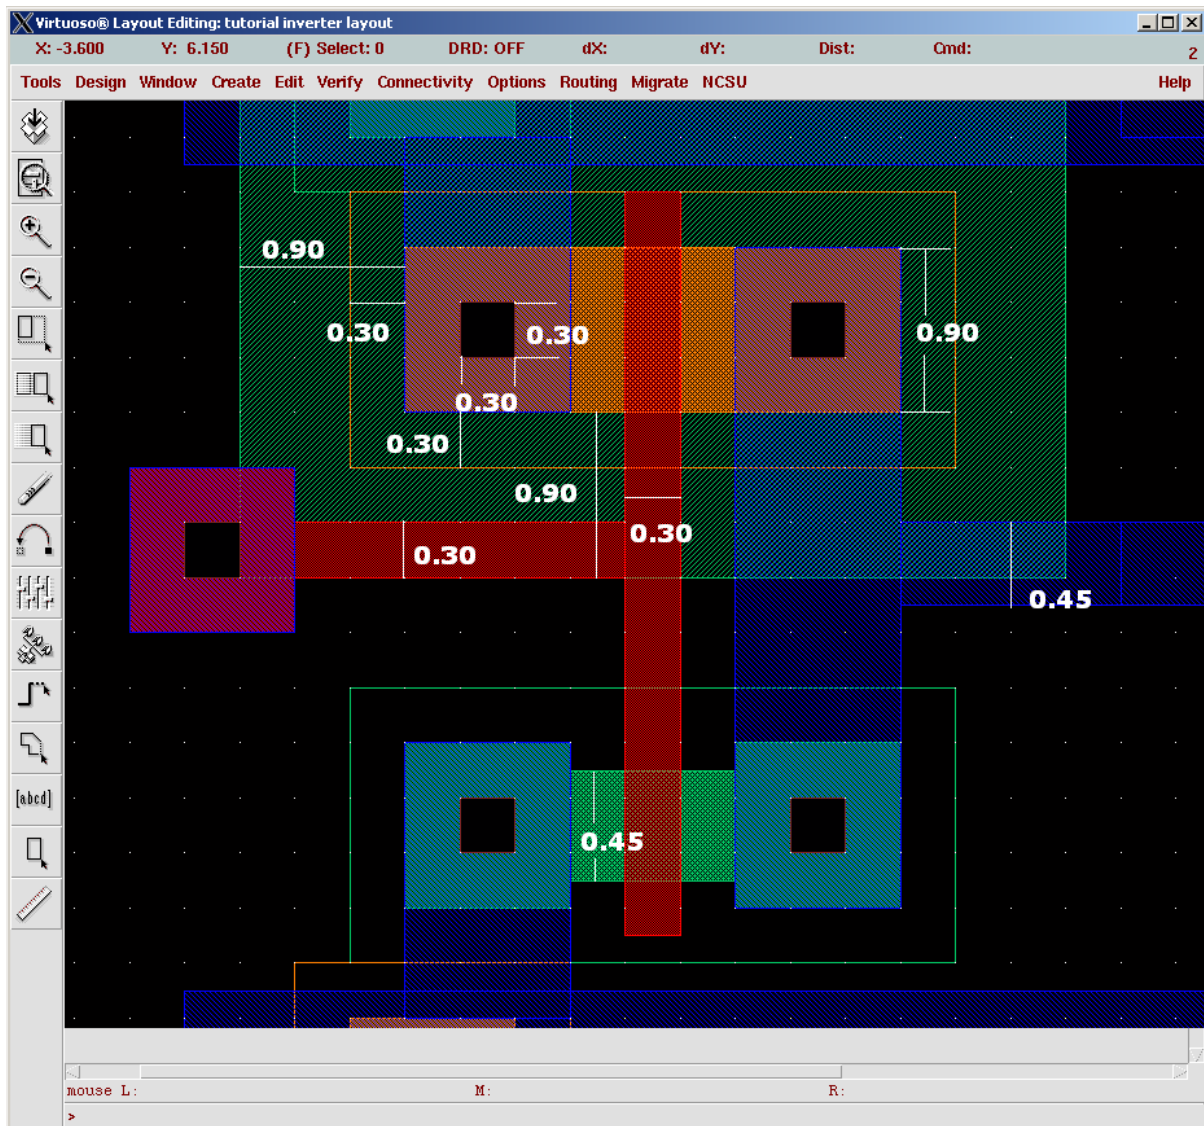 Virtuoso® Layout Editing: tutorial inverter layout
X: -3.600 Y: 6.150 (F) Select: 0 DRD: OFF dX: dY: Dist: Cmd: 2
Tools Design Window Create Edit Verify Connectivity Options Routing Migrate NCSU Help
0.90
0.30 0.30 0.90
0.30
0.30
0.90
0.30
0.30
0.45
[abcd]
0.45
mouse L: M: R:
>